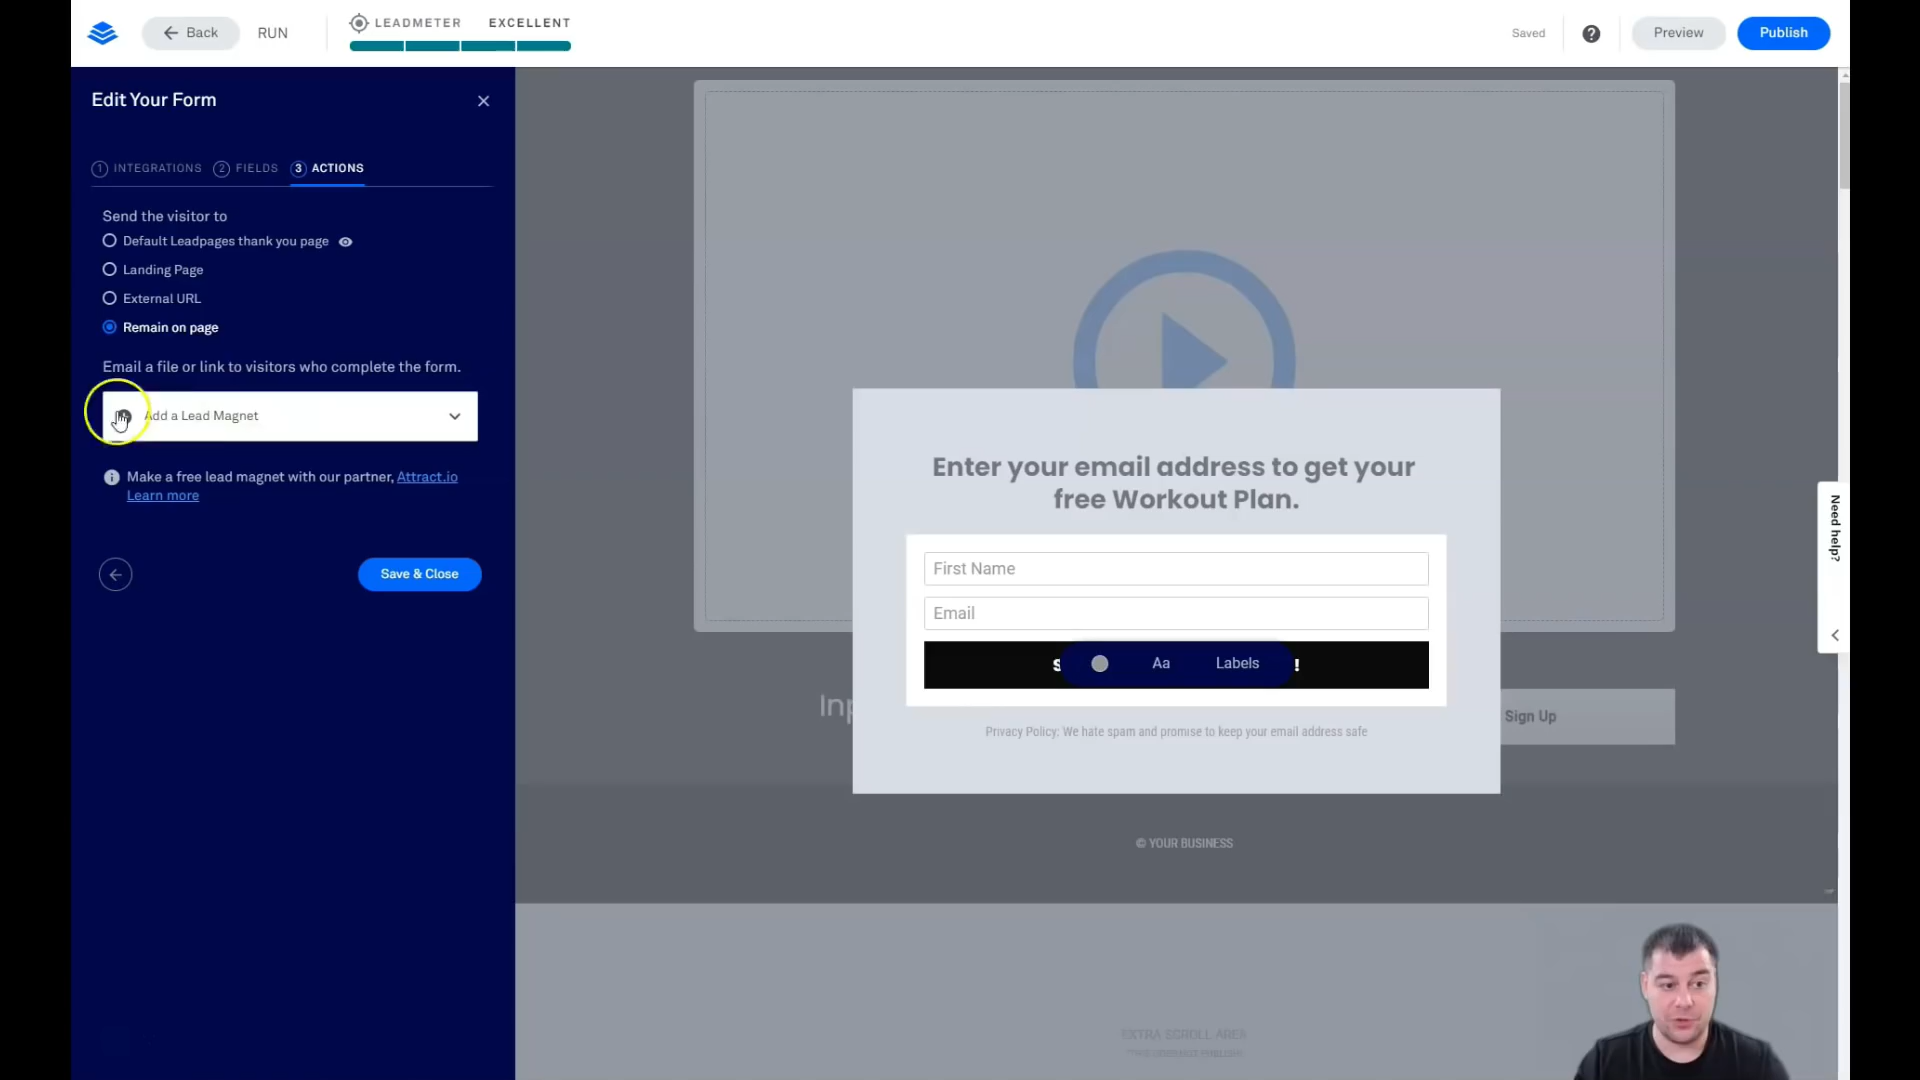 Back
RUN
LEADMETER EXCELLENT
Saved
Preview
Publish
Edit Your Form
1 INTEGRATIONS 2 FIELDS 3 ACTIONS
Send the visitor to
Default Leadpages thank you page
Landing Page
External URL
Remain on page
Email a file or link to visitors who complete the form.
Add a Lead Magnet
Make a free lead magnet with our partner, Attract.io
Learn more
Save & Close
Enter your email address to get your
free Workout Plan.
First Name
Email
Aa
Labels
!
Sign Up
Privacy Policy: We hate spam and promise to keep your email address safe
© YOUR BUSINESS
EXTRA SCROLL AREA
Need help?